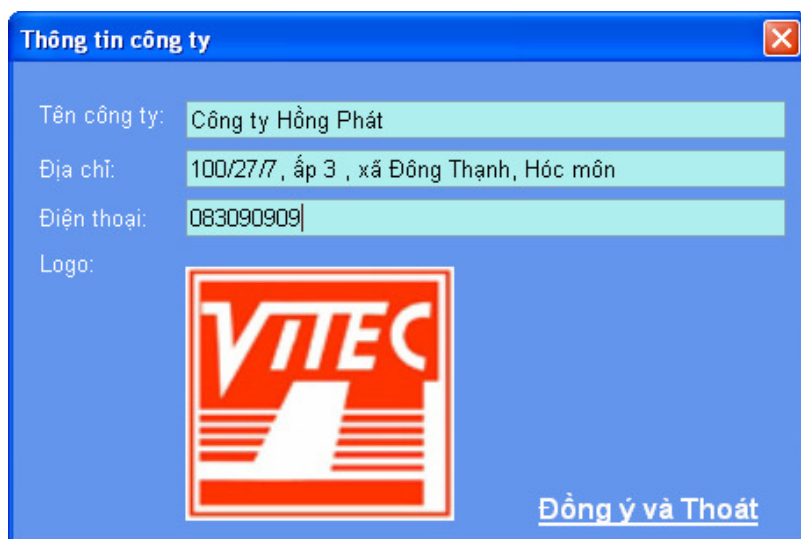 Thông tin công ty
Tên công ty: Công ty Hồng Phát
Địa chỉ: 100/27/7 , ấp 3 , xã Đông Thạnh, Hóc môn
Điện thoại: 083090909
Logo:
VITEC
Đồng ý và Thoát